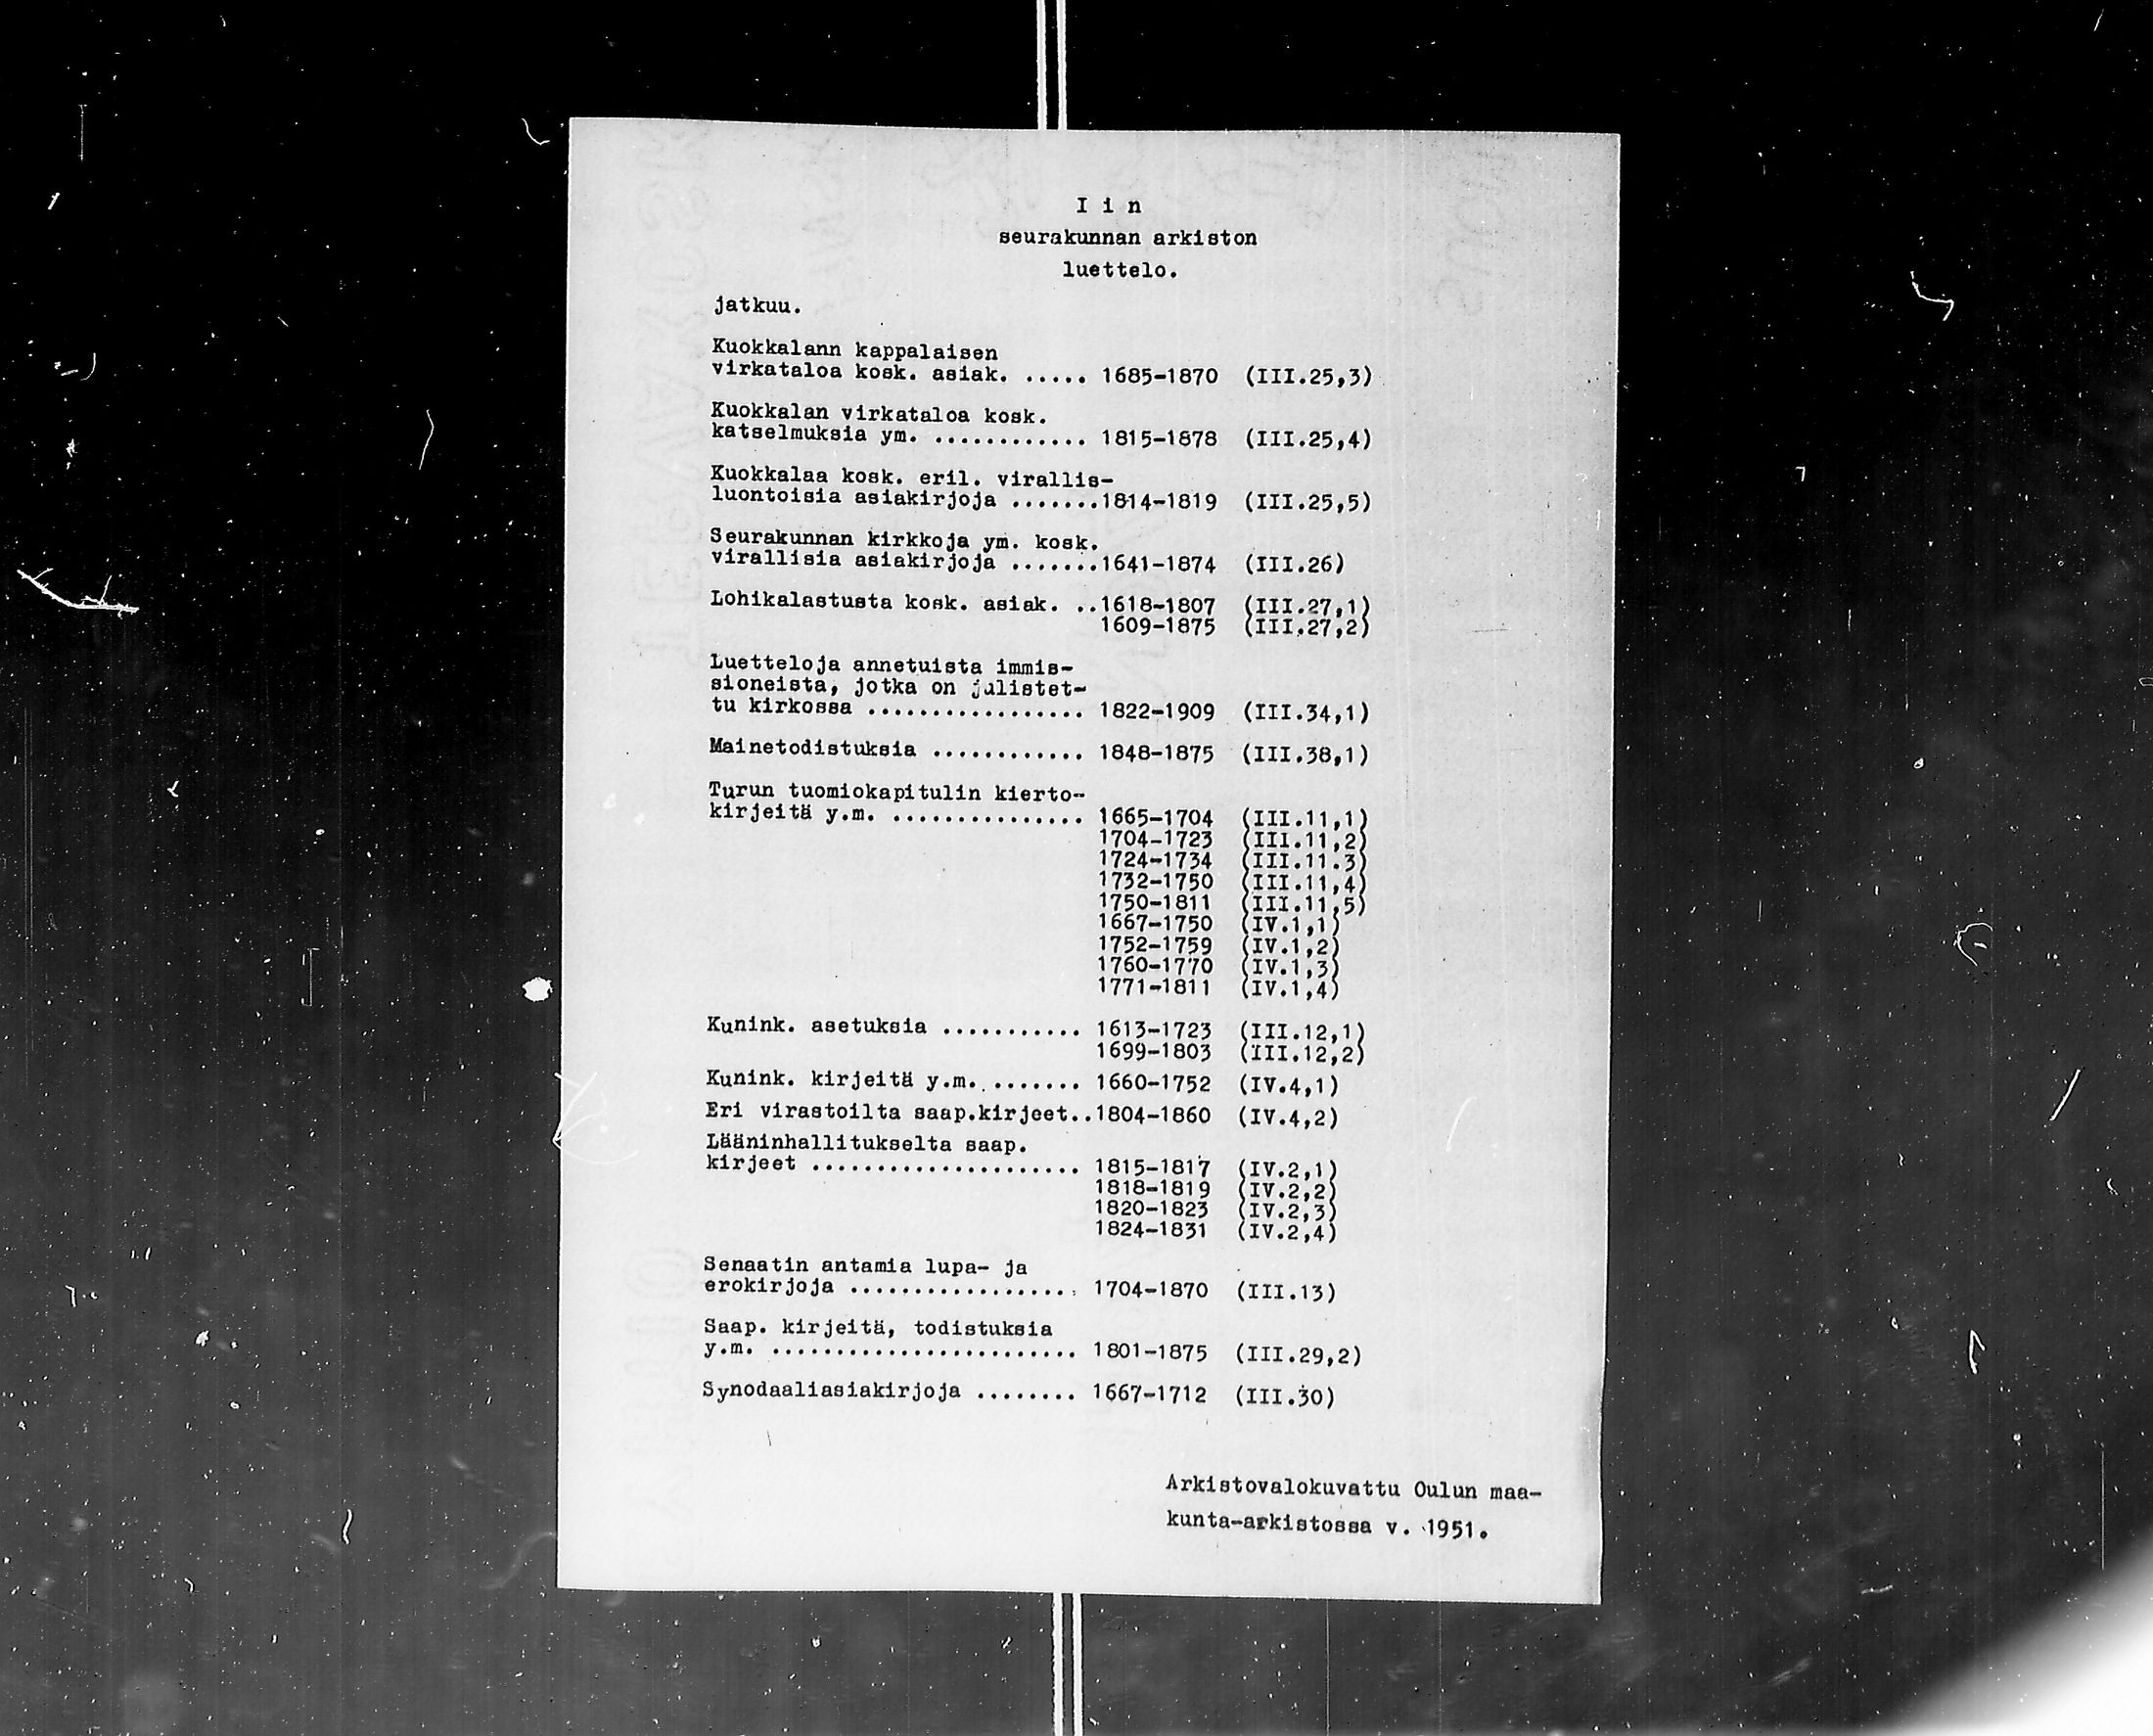 I i n
seurakunnan arkiston
luettelo.
jatkuu.
Kuokkalann kappalaisen
virkataloa kosk. asiak. ..... 1685-1870 (III.25,3)
Kuokkalan virkataloa kosk.
katselmuksia ym. ............ 1815-1878 (III.25,4)
Kuokkalaa kosk. eril. virallis-
luontoisia asiakirjoja .......1814-1819 (III.25,5)
Seurakunnan kirkkoja ym. kosk.
virallisia asiakirjoja .......1641-1874 (III.26)
Lohikalastusta kosk. asiak. ..1618-1807 (III.27,1)
1609-1875 (III.27,2)
Luetteloja annetuista immis-
sioneista, jotka on julistet-
tu kirkossa ................. 1822-1909 (III.34,1)
Mainetodistuksia ............ 1848-1875 (III.38,1)
Turun tuomiokapitulin kierto-
kirjeitä y.m. ............... 1665-1704 (III.11,1)
1704-1723 (III.11,2)
1724-1734 (III.11.3)
1732-1750 (III.11,4)
1750-1811 (III.11,5)
1667-1750 (IV.1,1)
1752-1759 (IV.1,2)
1760-1770 (IV.1,3)
1771-1811 (IV.1,4)
Kunink. asetuksia ........... 1613-1723 (III.12,1)
1699-1803 (III.12,2)
Kunink. kirjeitä y.m. ....... 1660-1752 (IV.4,1)
Eri virastoilta saap.kirjeet..1804-1860 (IV.4,2)
Lääninhallitukselta saap.
kirjeet ..................... 1815-1817 (IV.2,1)
1818-1819 (IV.2,2)
1820-1823 (IV.2,3)
1824-1831 (IV.2,4)
Senaatin antamia lupa- ja
erokirjoja .................. 1704-1870 (III.13)
Saap. kirjeitä, todistuksia
y.m. ........................ 1801-1875 (III.29,2)
Synodaaliasiakirjoja ........ 1667-1712 (III.30)
Arkistovalokuvattu Oulun maa-
kunta-arkistossa v. 1951.